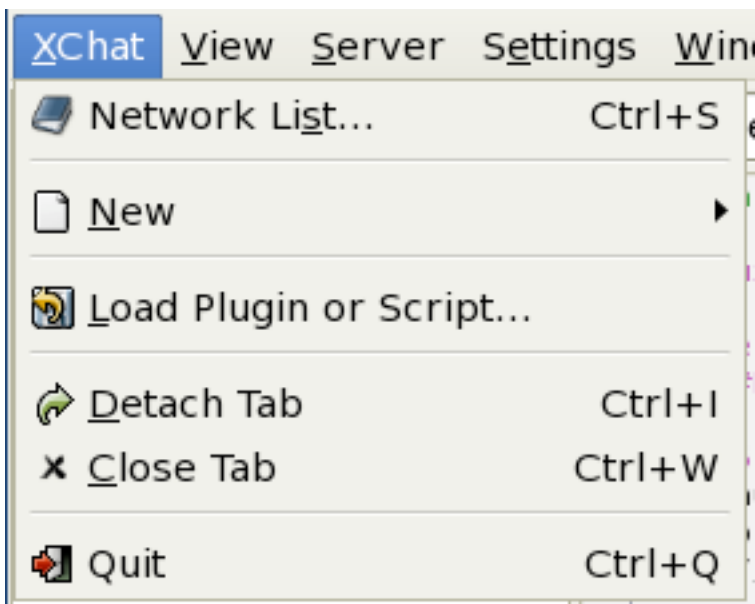 XChat View Server Settings
Network List... Ctrl+S
New
Load Plugin or Script...
Detach Tab Ctrl+I
Close Tab Ctrl+W
Quit Ctrl+Q